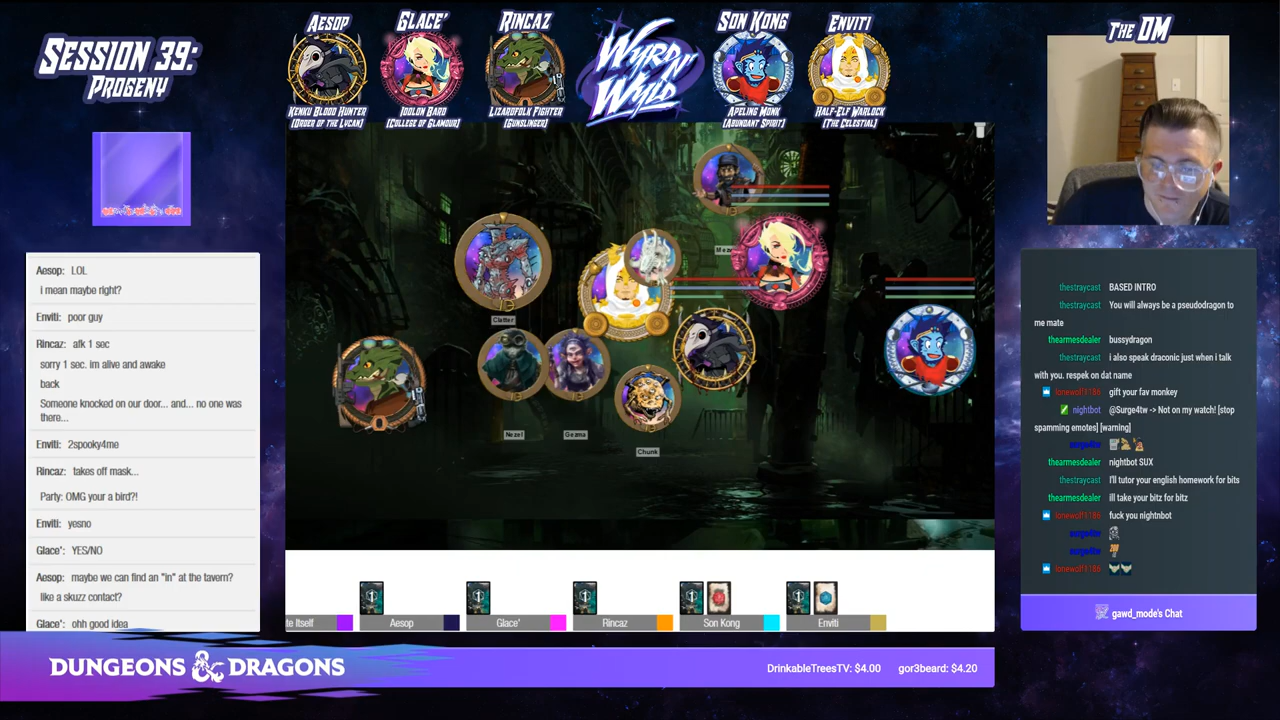 SESSION 39:
PROGENY
AESOP
KENKU BLOOD HUNTER
(ORDER OF THE LYCAN)
GLACE'
IDOLON BARD
(COLLEGE OF GLAMOUR)
RINCAZ
LIZARDFOLK FIGHTER
(GUNSLINGER)
WYRD N' WYLD
SON KONG
APELING MONK
(ABUNDANT SPIRIT)
ENVITI
HALF-ELF WARLOCK
(THE CELESTIAL)
THE DM
Aesop: LOL
i mean maybe right?
Enviti: poor guy
Rincaz: afk 1 sec
sorry 1 sec. im alive and awake
back
Someone knocked on our door... and... no one was
there...
Enviti: 2spooky4me
Rincaz: takes off mask...
Party: OMG your a bird?!
Enviti: yesno
Glace': YES/NO
Aesop: maybe we can find an "in" at the tavern?
like a skuzz contact?
Glace': ohh good idea
Clatter
Nezel
Gezma
Chunk
te Itself
Aesop
Glace'
Rincaz
Son Kong
Enviti
thestraycast BASED INTRO
thestraycast You will always be a pseudodragon to
me mate
thearmesdealer bussydragon
thestraycast i also speak draconic just when i talk
with you. respek on dat name
lonewolf1186 gift your fav monkey
nightbot @Surge4tw -> Not on my watch! [stop
spamming emotes] [warning]
surge4tw
thearmesdealer nightbot SUX
thestraycast I'll tutor your english homework for bits
thearmesdealer ill take your bitz for bitz
lonewolf1186 fuck you nightnbot
surge4tw
surge4tw
lonewolf1186
gawd_mode's Chat
DUNGEONS & DRAGONS
DrinkableTreesTV: $4.00 gor3beard: $4.20